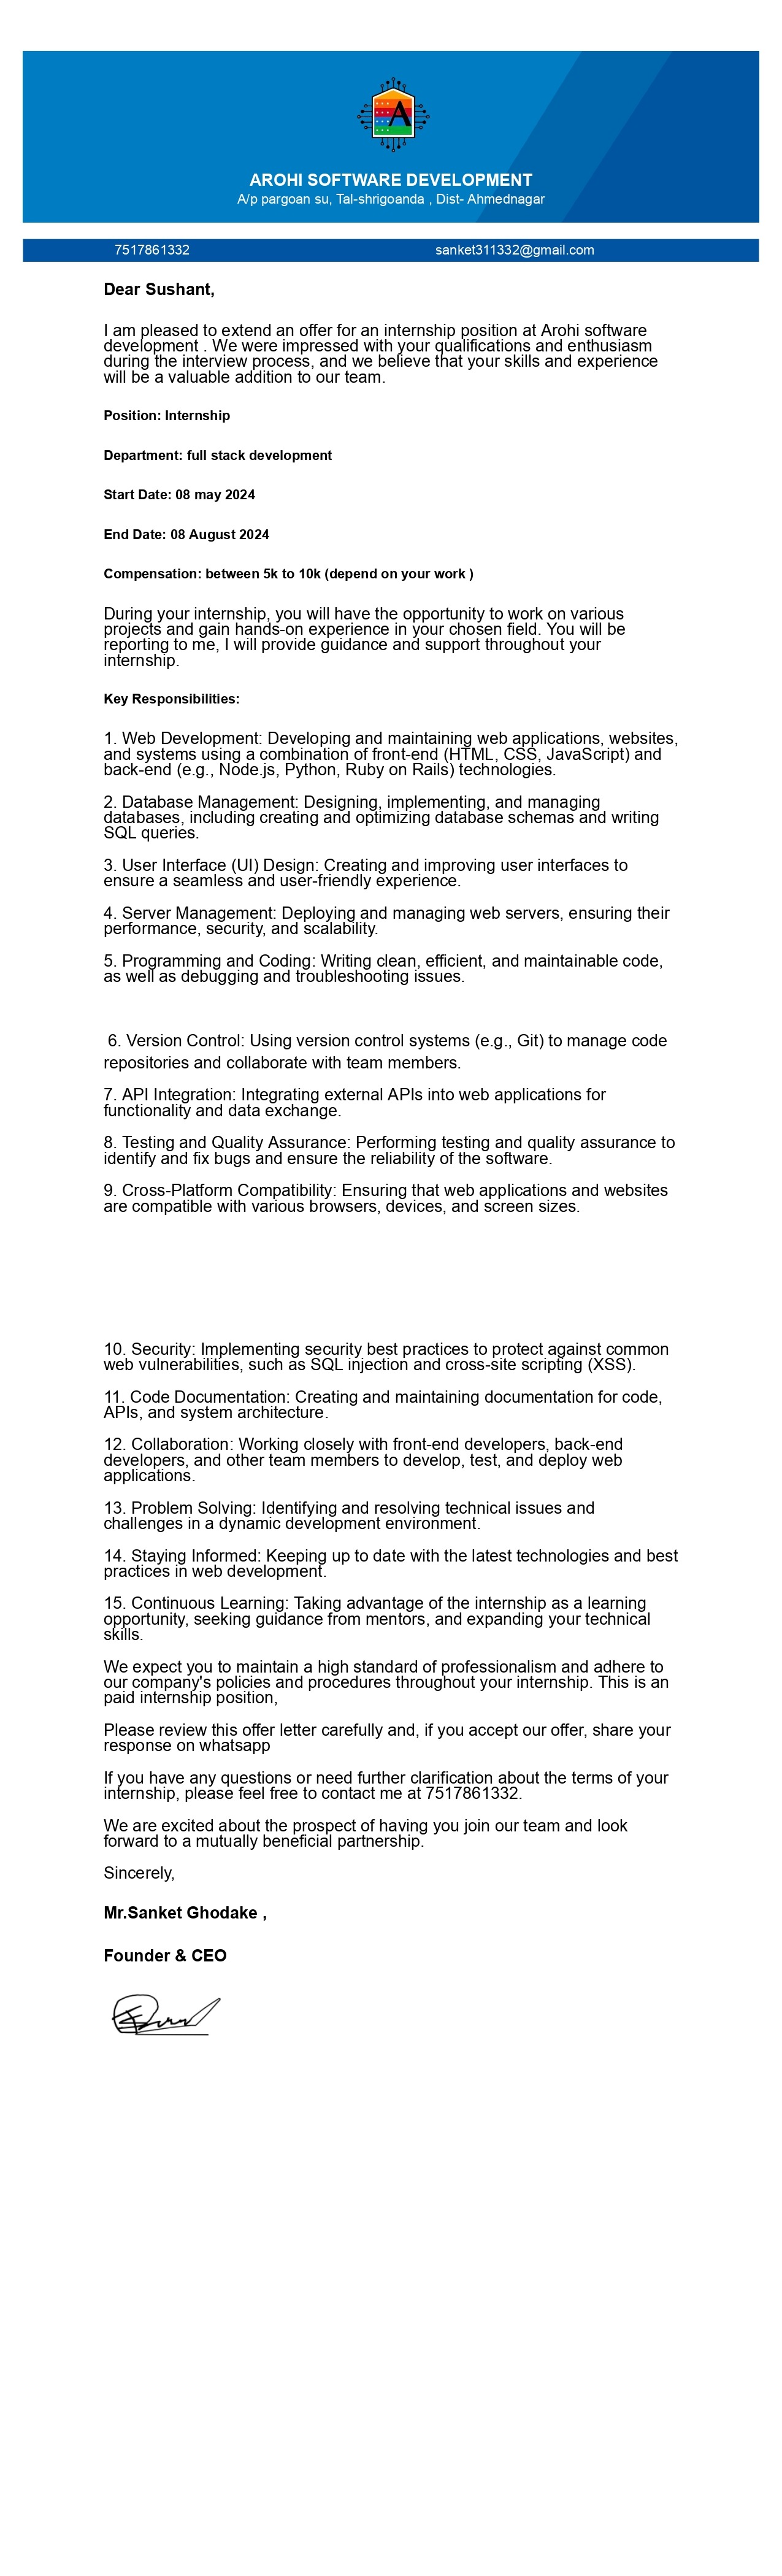 A
AROHI SOFTWARE DEVELOPMENT
A/p pargoan su, Tal-shrigoanda , Dist- Ahmednagar
7517861332 sanket311332@gmail.com
Dear Sushant,
I am pleased to extend an offer for an internship position at Arohi software
development . We were impressed with your qualifications and enthusiasm
during the interview process, and we believe that your skills and experience
will be a valuable addition to our team.
Position: Internship
Department: full stack development
Start Date: 08 may 2024
End Date: 08 August 2024
Compensation: between 5k to 10k (depend on your work )
During your internship, you will have the opportunity to work on various
projects and gain hands-on experience in your chosen field. You will be
reporting to me, I will provide guidance and support throughout your
internship.
Key Responsibilities:
1. Web Development: Developing and maintaining web applications, websites,
and systems using a combination of front-end (HTML, CSS, JavaScript) and
back-end (e.g., Node.js, Python, Ruby on Rails) technologies.
2. Database Management: Designing, implementing, and managing
databases, including creating and optimizing database schemas and writing
SQL queries.
3. User Interface (UI) Design: Creating and improving user interfaces to
ensure a seamless and user-friendly experience.
4. Server Management: Deploying and managing web servers, ensuring their
performance, security, and scalability.
5. Programming and Coding: Writing clean, efficient, and maintainable code,
as well as debugging and troubleshooting issues.
6. Version Control: Using version control systems (e.g., Git) to manage code
repositories and collaborate with team members.
7. API Integration: Integrating external APIs into web applications for
functionality and data exchange.
8. Testing and Quality Assurance: Performing testing and quality assurance to
identify and fix bugs and ensure the reliability of the software.
9. Cross-Platform Compatibility: Ensuring that web applications and websites
are compatible with various browsers, devices, and screen sizes.
10. Security: Implementing security best practices to protect against common
web vulnerabilities, such as SQL injection and cross-site scripting (XSS).
11. Code Documentation: Creating and maintaining documentation for code,
APIs, and system architecture.
12. Collaboration: Working closely with front-end developers, back-end
developers, and other team members to develop, test, and deploy web
applications.
13. Problem Solving: Identifying and resolving technical issues and
challenges in a dynamic development environment.
14. Staying Informed: Keeping up to date with the latest technologies and best
practices in web development.
15. Continuous Learning: Taking advantage of the internship as a learning
opportunity, seeking guidance from mentors, and expanding your technical
skills.
We expect you to maintain a high standard of professionalism and adhere to
our company's policies and procedures throughout your internship. This is an
paid internship position,
Please review this offer letter carefully and, if you accept our offer, share your
response on whatsapp
If you have any questions or need further clarification about the terms of your
internship, please feel free to contact me at 7517861332.
We are excited about the prospect of having you join our team and look
forward to a mutually beneficial partnership.
Sincerely,
Mr.Sanket Ghodake ,
Founder & CEO